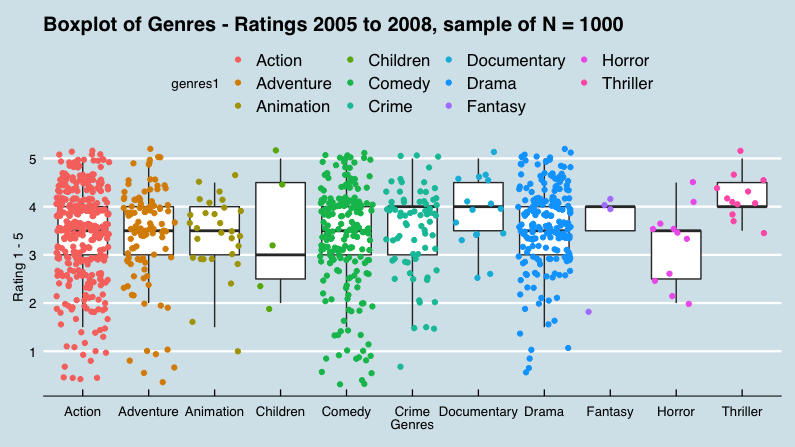 Boxplot of Genres - Ratings 2005 to 2008, sample of N = 1000
genres1
Action Children Documentary Horror
Adventure Comedy Drama Thriller
Animation Crime Fantasy
5
4
3
2
1
Rating 1 - 5
Action Adventure Animation Children Comedy Crime Documentary Drama Fantasy Horror Thriller
Genres